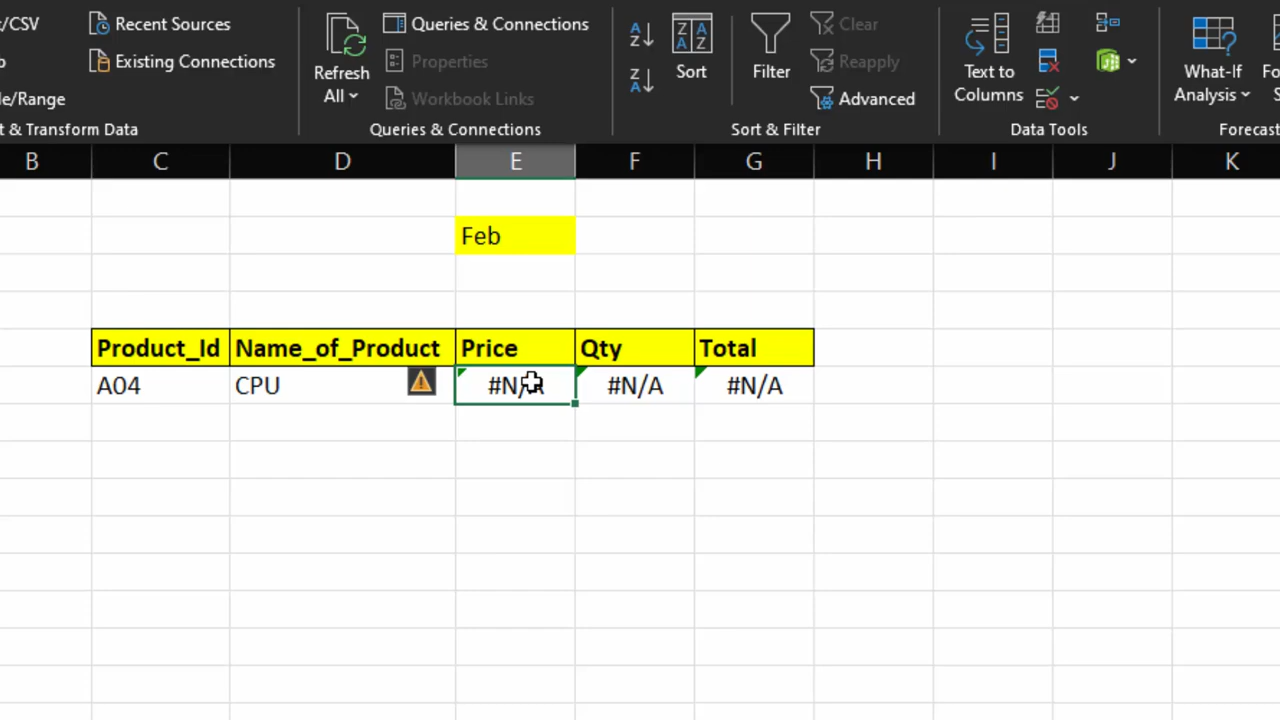 /CSV
Recent Sources
Existing Connections
le/Range
t & Transform Data
Refresh
All
Queries & Connections
Properties
Workbook Links
Queries & Connections
Sort
Filter
Clear
Reapply
Advanced
Sort & Filter
Text to
Columns
Data Tools
What-If
Analysis
Fo
Forecast
B C D E F G H I J K
Feb
Product_Id Name_of_Product Price Qty Total
A04 CPU #N/A #N/A #N/A